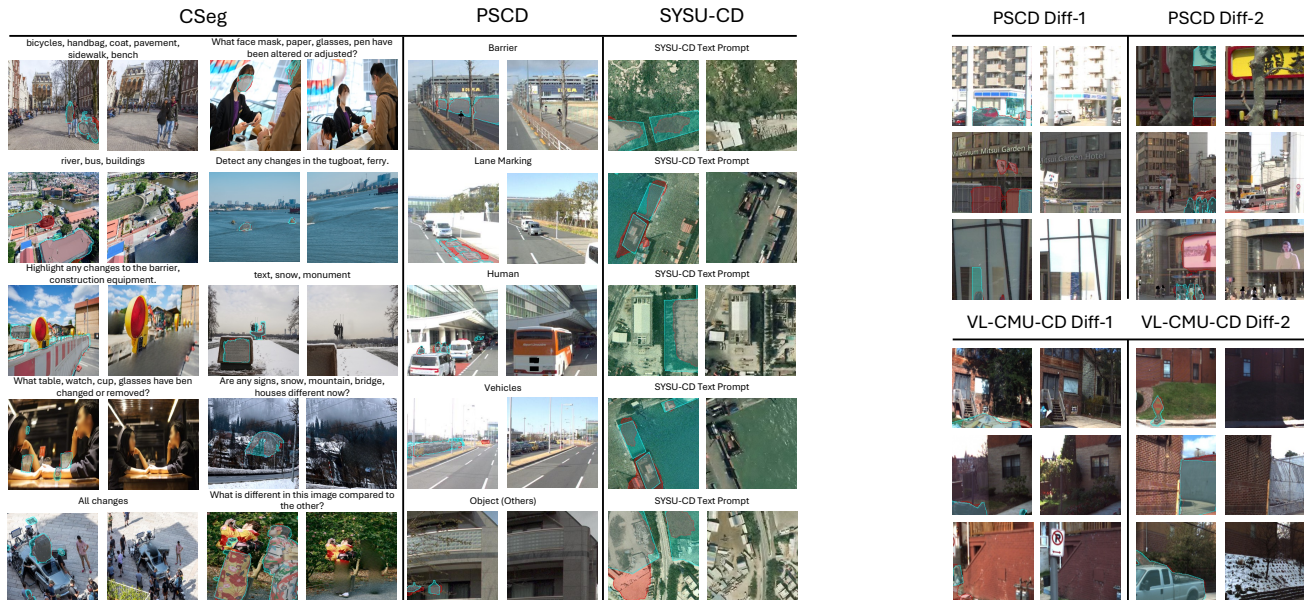 CSeg
PSCD
SYSU-CD
PSCD Diff-1
PSCD Diff-2
bicycles, handbag, coat, pavement,
sidewalk, bench
What face mask, paper, glasses, pen have
been altered or adjusted?
Barrier
SYSU-CD Text Prompt
river, bus, buildings
Detect any changes in the tugboat, ferry.
Lane Marking
SYSU-CD Text Prompt
Highlight any changes to the barrier,
construction equipment.
text, snow, monument
Human
SYSU-CD Text Prompt
VL-CMU-CD Diff-1
VL-CMU-CD Diff-2
What table, watch, cup, glasses have ben
changed or removed?
Are any signs, snow, mountain, bridge,
houses different now?
Vehicles
SYSU-CD Text Prompt
All changes
What is different in this image compared to
the other?
Object (Others)
SYSU-CD Text Prompt